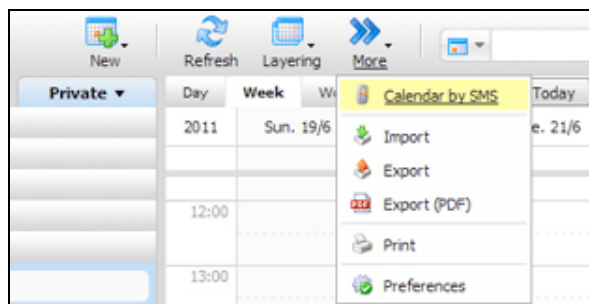 New Refresh Layering More
Private ▼ Day Week Today
Calendar by SMS
2011 Sun. 19/6 e. 21/6
Import
Export
12:00
PDF Export (PDF)
Print
13:00
Preferences